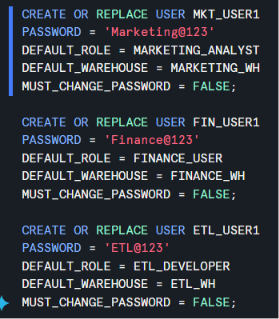 CREATE OR REPLACE USER MKT_USER1
PASSWORD = 'Marketing@123'
DEFAULT_ROLE = MARKETING_ANALYST
DEFAULT_WAREHOUSE = MARKETING_WH
MUST_CHANGE_PASSWORD = FALSE;
CREATE OR REPLACE USER FIN_USER1
PASSWORD = 'Finance@123'
DEFAULT_ROLE = FINANCE_USER
DEFAULT_WAREHOUSE = FINANCE_WH
MUST_CHANGE_PASSWORD = FALSE;
CREATE OR REPLACE USER ETL_USER1
PASSWORD = 'ETL@123'
DEFAULT_ROLE = ETL_DEVELOPER
DEFAULT_WAREHOUSE = ETL_WH
MUST_CHANGE_PASSWORD = FALSE;